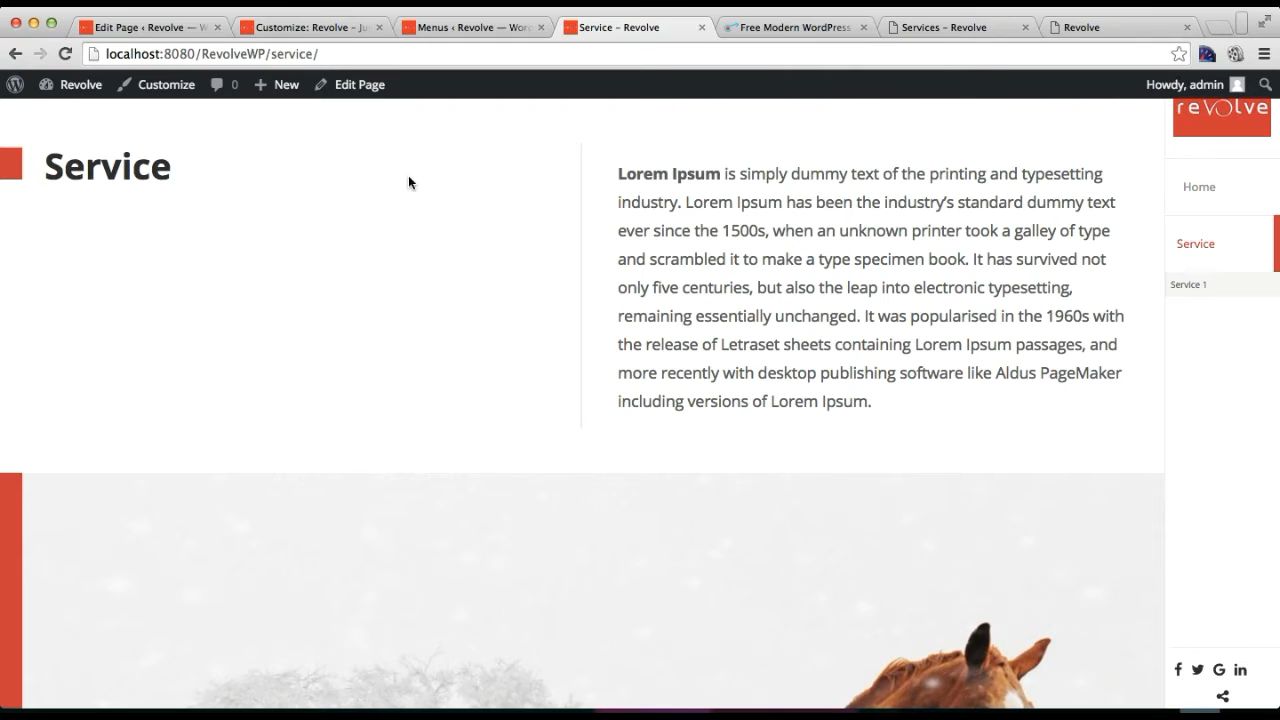 Edit Page ‹ Revolve — W
Customize: Revolve – Ju
Menus ‹ Revolve — Word
Service – Revolve
Free Modern WordPress
Services – Revolve
Revolve
localhost:8080/RevolveWP/service/
Revolve
Customize
0
New
Edit Page
Howdy, admin
revolve
Service
Lorem Ipsum is simply dummy text of the printing and typesetting
industry. Lorem Ipsum has been the industry’s standard dummy text
ever since the 1500s, when an unknown printer took a galley of type
and scrambled it to make a type specimen book. It has survived not
only five centuries, but also the leap into electronic typesetting,
remaining essentially unchanged. It was popularised in the 1960s with
the release of Letraset sheets containing Lorem Ipsum passages, and
more recently with desktop publishing software like Aldus PageMaker
including versions of Lorem Ipsum.
Home
Service
Service 1